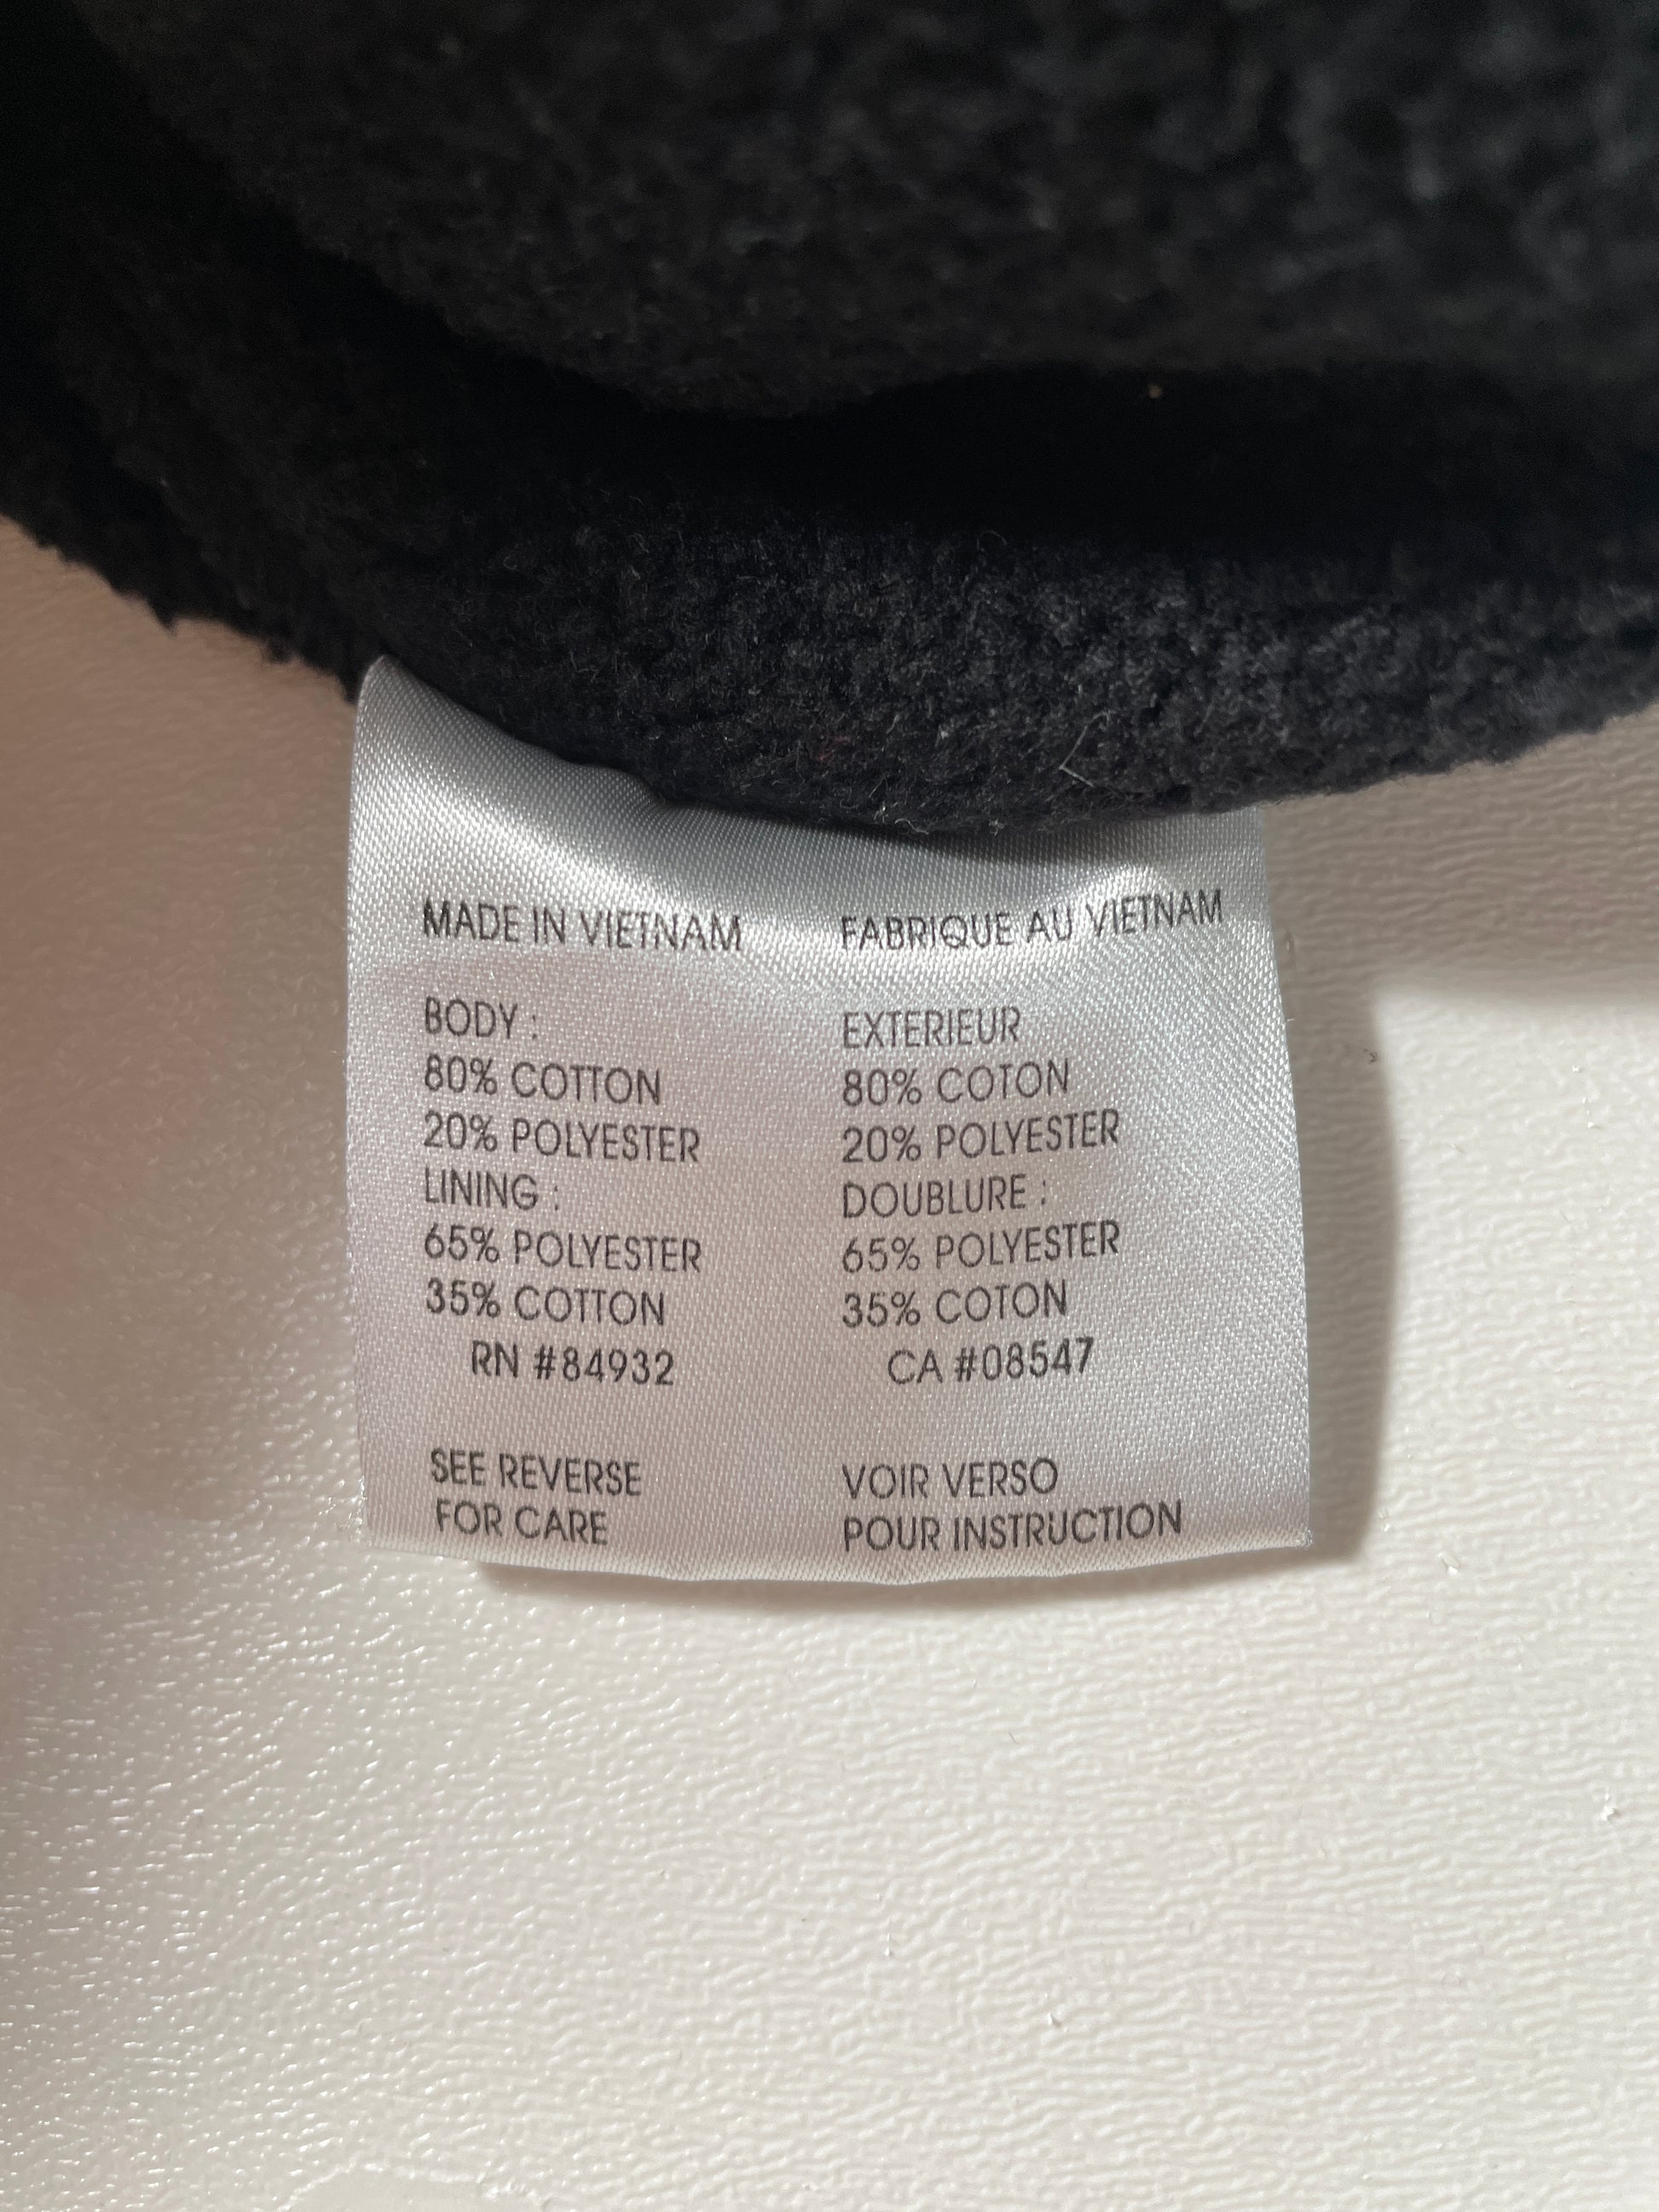 MADE IN VIETNAM
BODY :
80% COTTON
20% POLYESTER
LINING :
65% POLYESTER
35% COTTON
RN #84932
SEE REVERSE
FOR CARE
FABRIQUE AU VIETNAM
EXTERIEUR
80% COTON
20% POLYESTER
DOUBLURE :
65% POLYESTER
35% COTON
CA #08547
VOIR VERSO
POUR INSTRUCTION